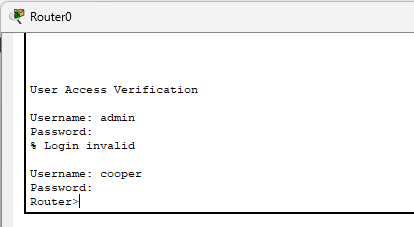 Router0
User Access Verification
Username: admin
Password:
% Login invalid
Username: cooper
Password:
Router>